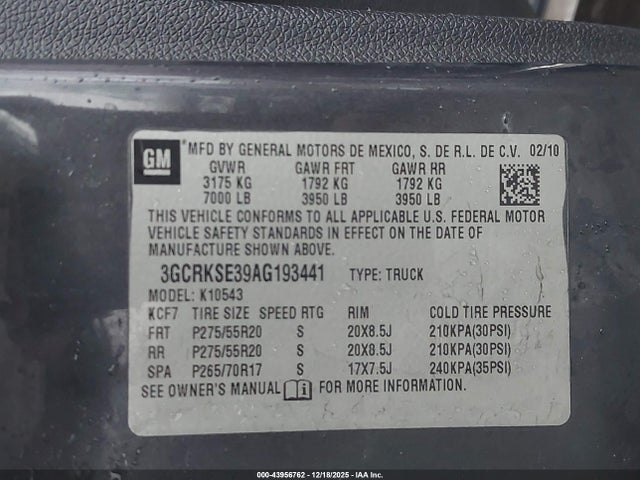 GM
*MFD BY GENERAL MOTORS DE MEXICO, S. DE R.L. DE C.V. 02/10
GVWR GAWR FRT GAWR RR
3175 KG 1792 KG 1792 KG
7000 LB 3950 LB 3950 LB
THIS VEHICLE CONFORMS TO ALL APPLICABLE U.S. FEDERAL MOTOR
VEHICLE SAFETY STANDARDS IN EFFECT ON THE DATE OF
MANUFACTURE SHOWN ABOVE.
3GCRKSE39AG193441 TYPE: TRUCK
MODEL: K10543
KCF7 TIRE SIZE SPEED RTG RIM COLD TIRE PRESSURE
FRT P275/55R20 S 20X8.5J 210KPA(30PSI)
RR P275/55R20 S 20X8.5J 210KPA(30PSI)
SPA P265/70R17 S 17X7.5J 240KPA(35PSI)
SEE OWNER'S MANUAL FOR MORE INFORMATION.
000-43956762 - 12/18/2025 - IAA Inc.